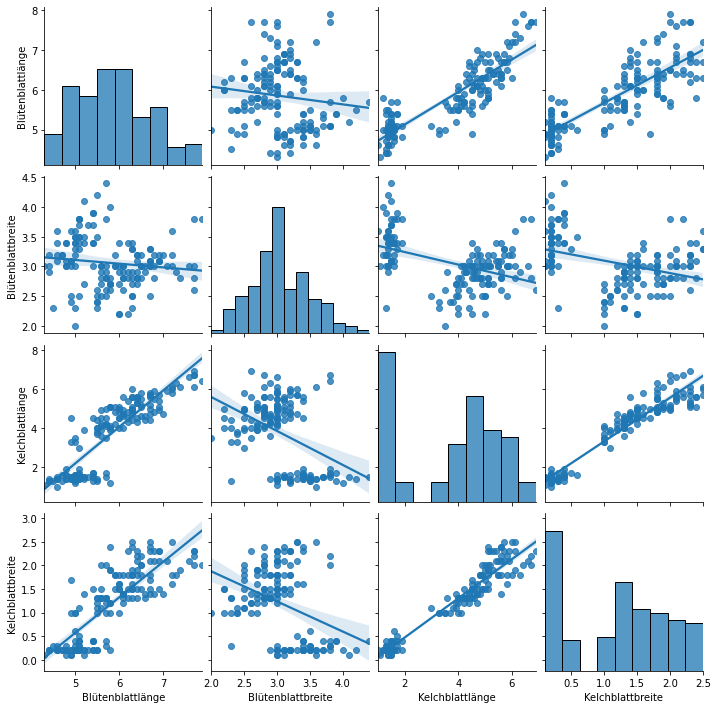 8
7
6
5
Blütenblattlänge
4.5
4.0
3.5
3.0
2.5
2.0
Blütenblattbreite
8
6
4
2
Kelchblattlänge
3.0
2.5
2.0
1.5
1.0
0.5
0.0
Kelchblattbreite
5 6 7
Blütenblattlänge
2.0 2.5 3.0 3.5 4.0
Blütenblattbreite
2 4 6
Kelchblattlänge
0.5 1.0 1.5 2.0 2.5
Kelchblattbreite